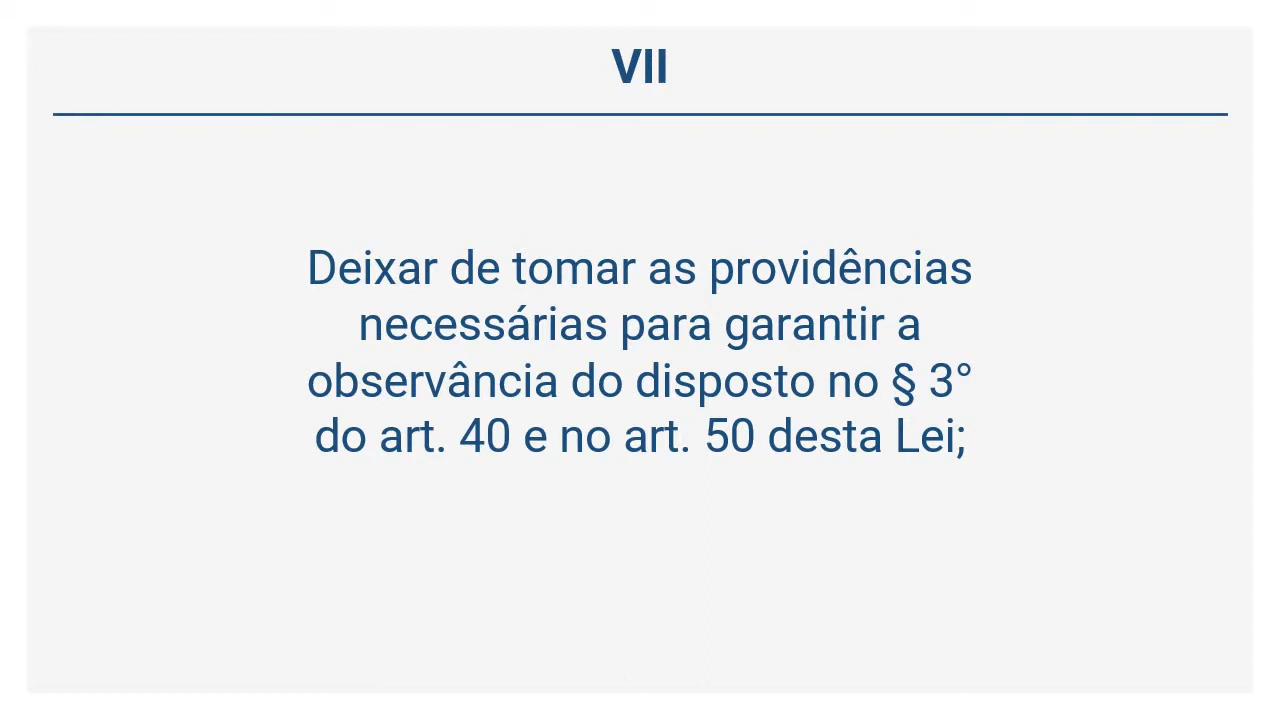 VII
Deixar de tomar as providências
necessárias para garantir a
observância do disposto no § 3°
do art. 40 e no art. 50 desta Lei;